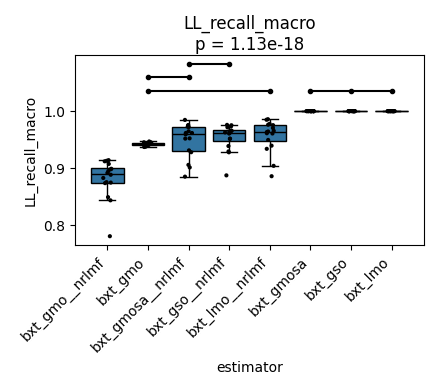 LL_recall_macro
p = 1.13e-18
LL_recall_macro
1.0
0.9
0.8
bxt_gmo__nrlmf
bxt_gmo
bxt_gmosa__nrlmf
bxt_gso__nrlmf
bxt_lmo__nrlmf
bxt_gmosa
bxt_gso
bxt_lmo
estimator